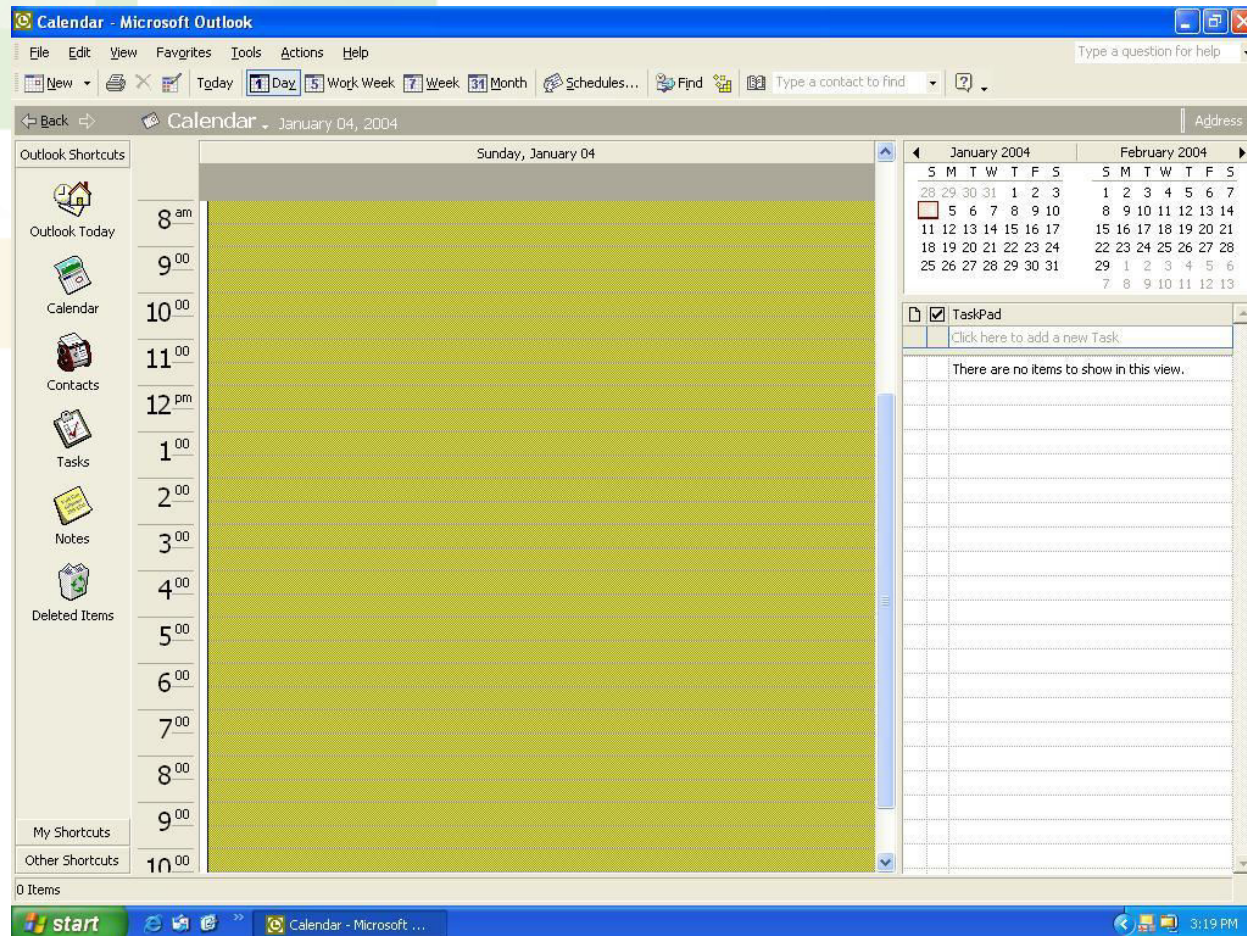 Calendar - Microsoft Outlook
File Edit View Favorites Tools Actions Help
Type a question for help
New Today 1 Day 5 Work Week 7 Week 31 Month Schedules... Find Type a contact to find
Back Calendar January 04, 2004 Address
Outlook Shortcuts
Outlook Today
Calendar
Contacts
Tasks
Notes
Deleted Items
My Shortcuts
Other Shortcuts
Sunday, January 04
8 am
9 00
10 00
11 00
12 pm
1 00
2 00
3 00
4 00
5 00
6 00
7 00
8 00
9 00
10 00
January 2004
S M T W T F S
28 29 30 31 1 2 3
5 6 7 8 9 10
11 12 13 14 15 16 17
18 19 20 21 22 23 24
25 26 27 28 29 30 31
February 2004
S M T W T F S
1 2 3 4 5 6 7
8 9 10 11 12 13 14
15 16 17 18 19 20 21
22 23 24 25 26 27 28
29 1 2 3 4 5 6
7 8 9 10 11 12 13
TaskPad
Click here to add a new Task
There are no items to show in this view.
0 Items
start Calendar - Microsoft ... 3:19 PM